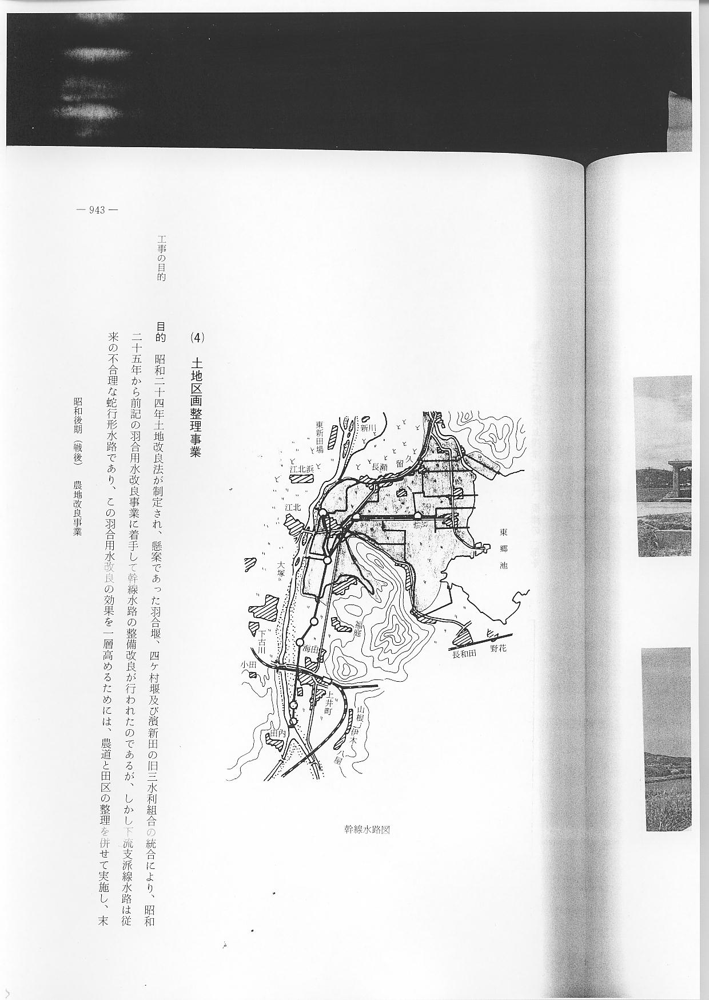 東郷池
新川
東新田場
久留
長瀬
江北浜
江北
大塚
福庭
下古川
海田
小田
長和田
野花
上井町
山根
伊木
八屋
田内
幹線水路図
(4) 土地区画整理事業
工事の目的
目的 昭和二十四年土地改良法が制定され、懸案であった羽合堰、四ケ村堰及び濱新田の旧三水利組合の統合により、昭和
二十五年から前記の羽合用水改良事業に着手して幹線水路の整備改良が行われたのであるが、しかし下流支派線水路は従
来の不合理な蛇行形水路であり、この羽合用水改良の効果を一層高めるためには、農道と田区の整理を併せて実施し、末
昭和後期（戦後） 農地改良事業
— 943 —